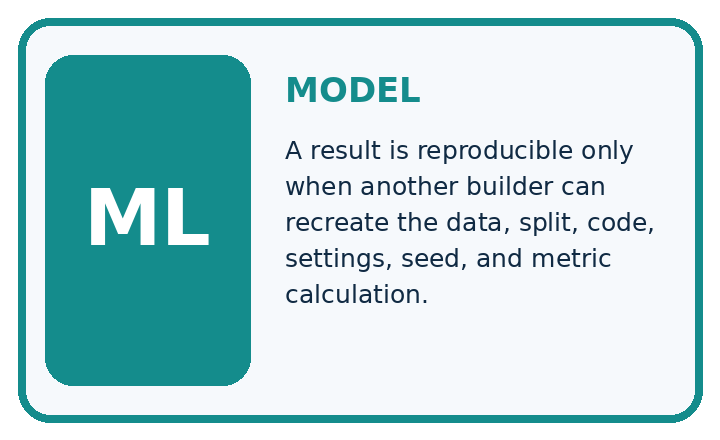 ML
MODEL
A result is reproducible only
when another builder can
recreate the data, split, code,
settings, seed, and metric
calculation.